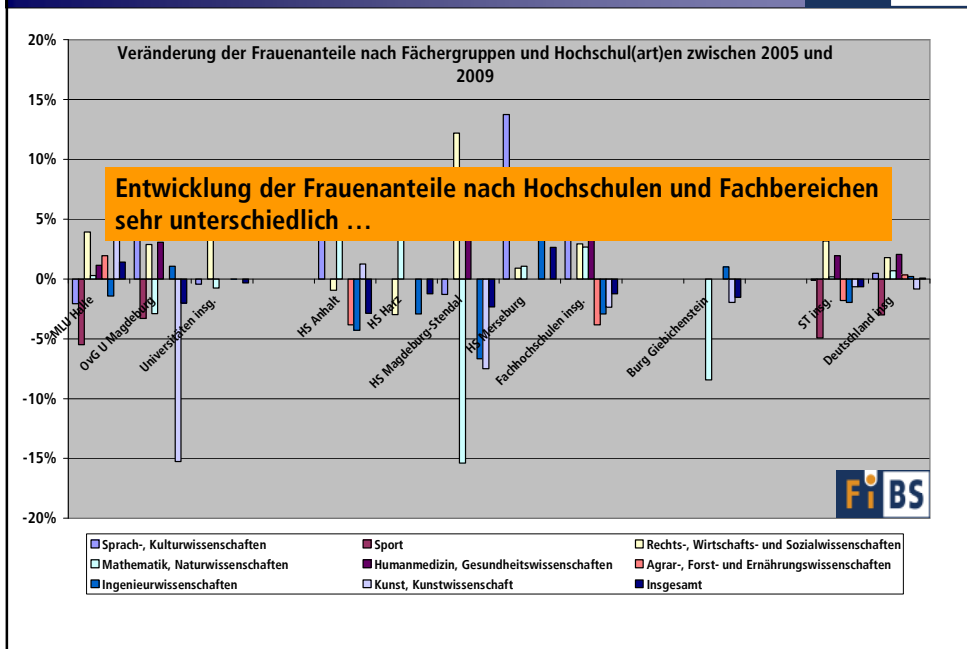 Veränderung der Frauenanteile nach Fächergruppen und Hochschul(art)en zwischen 2005 und
2009
20%
15%
10%
5%
0%
-5%
-10%
-15%
-20%
Entwicklung der Frauenanteile nach Hochschulen und Fachbereichen
sehr unterschiedlich …
MLU Halle
OvG U Magdeburg
Universitäten insg.
HS Anhalt
HS Harz
HS Magdeburg-Stendal
HS Merseburg
Fachhochschulen insg.
Burg Giebichenstein
ST insg.
Deutschland insg
FiBS
Sprach-, Kulturwissenschaften
Sport
Rechts-, Wirtschafts- und Sozialwissenschaften
Mathematik, Naturwissenschaften
Humanmedizin, Gesundheitswissenschaften
Agrar-, Forst- und Ernährungswissenschaften
Ingenieurwissenschaften
Kunst, Kunstwissenschaft
Insgesamt